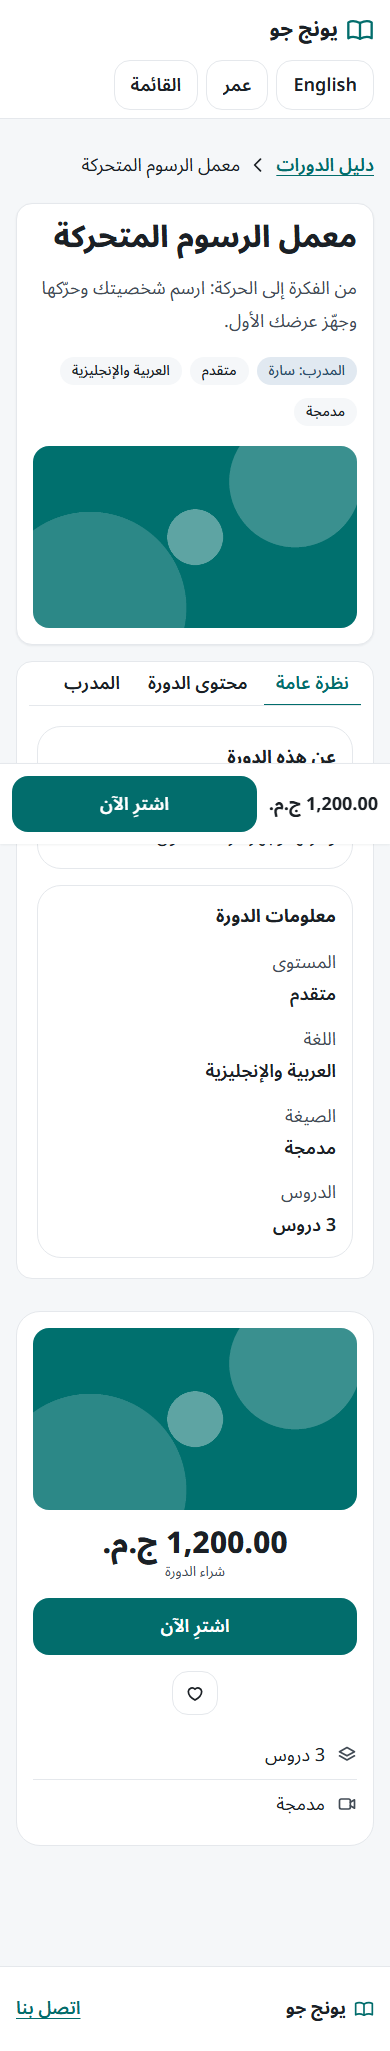 يونج جو
English
عمر
القائمة
دليل الدورات
معمل الرسوم المتحركة
معمل الرسوم المتحركة
من الفكرة إلى الحركة: ارسم شخصيتك وحرّكها
وجهّز عرضك الأول.
المدرب: سارة
متقدم
العربية والإنجليزية
مدمجة
نظرة عامة
محتوى الدورة
المدرب
عن هذه الدورة
1,200.00 ج.م.
اشترِ الآن
معلومات الدورة
المستوى
متقدم
اللغة
العربية والإنجليزية
الصيغة
مدمجة
الدروس
3 دروس
1,200.00 ج.م.
شراء الدورة
اشترِ الآن
3 دروس
مدمجة
يونج جو
اتصل بنا